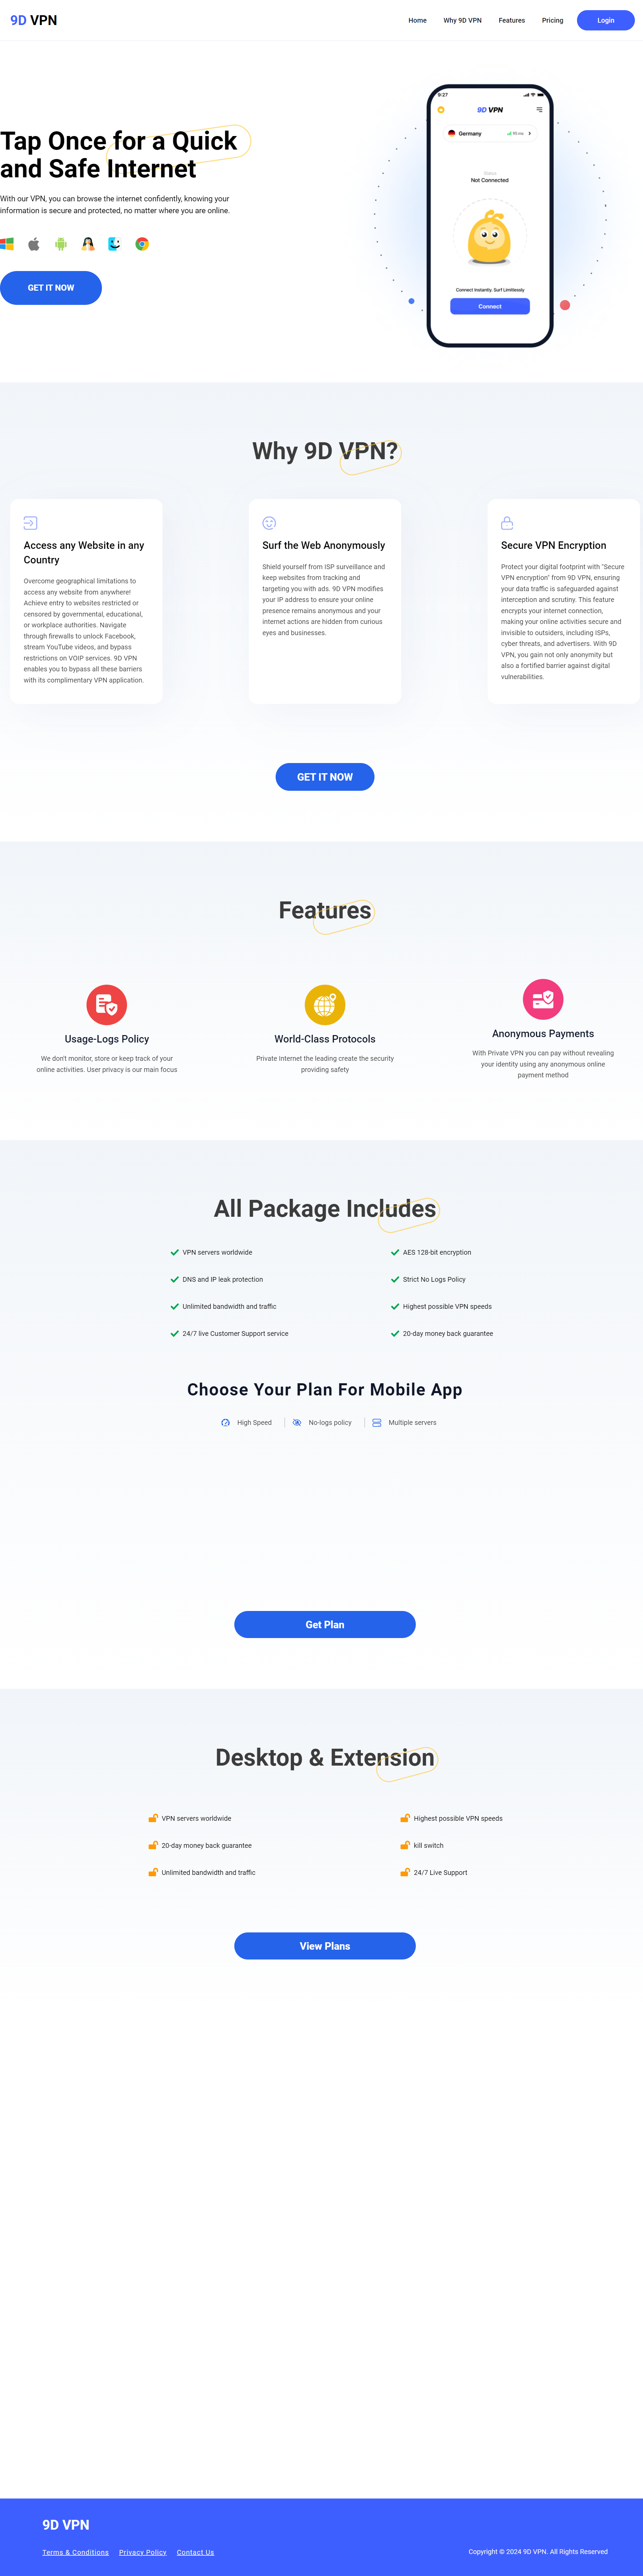 9D VPN
Home Why 9D VPN Features Pricing Login
Tap Once for a Quick
and Safe Internet
With our VPN, you can browse the internet confidently, knowing your
information is secure and protected, no matter where you are online.
GET IT NOW
9:27
9D VPN
Germany 95 ms
Status
Not Connected
Connect Instantly. Surf Limitlessly
Connect
Why 9D VPN?
Access any Website in any
Country
Overcome geographical limitations to
access any website from anywhere!
Achieve entry to websites restricted or
censored by governmental, educational,
or workplace authorities. Navigate
through firewalls to unlock Facebook,
stream YouTube videos, and bypass
restrictions on VOIP services. 9D VPN
enables you to bypass all these barriers
with its complimentary VPN application.
Surf the Web Anonymously
Shield yourself from ISP surveillance and
keep websites from tracking and
targeting you with ads. 9D VPN modifies
your IP address to ensure your online
presence remains anonymous and your
internet actions are hidden from curious
eyes and businesses.
Secure VPN Encryption
Protect your digital footprint with "Secure
VPN encryption" from 9D VPN, ensuring
your data traffic is safeguarded against
interception and scrutiny. This feature
encrypts your internet connection,
making your online activities secure and
invisible to outsiders, including ISPs,
cyber threats, and advertisers. With 9D
VPN, you gain not only anonymity but
also a fortified barrier against digital
vulnerabilities.
GET IT NOW
Features
Usage-Logs Policy
We don't monitor, store or keep track of your
online activities. User privacy is our main focus
World-Class Protocols
Private Internet the leading create the security
providing safety
Anonymous Payments
With Private VPN you can pay without revealing
your identity using any anonymous online
payment method
All Package Includes
VPN servers worldwide
AES 128-bit encryption
DNS and IP leak protection
Strict No Logs Policy
Unlimited bandwidth and traffic
Highest possible VPN speeds
24/7 live Customer Support service
20-day money back guarantee
Choose Your Plan For Mobile App
High Speed No-logs policy Multiple servers
Get Plan
Desktop & Extension
VPN servers worldwide
Highest possible VPN speeds
20-day money back guarantee
kill switch
Unlimited bandwidth and traffic
24/7 Live Support
View Plans
9D VPN
Terms & Conditions Privacy Policy Contact Us
Copyright © 2024 9D VPN. All Rights Reserved